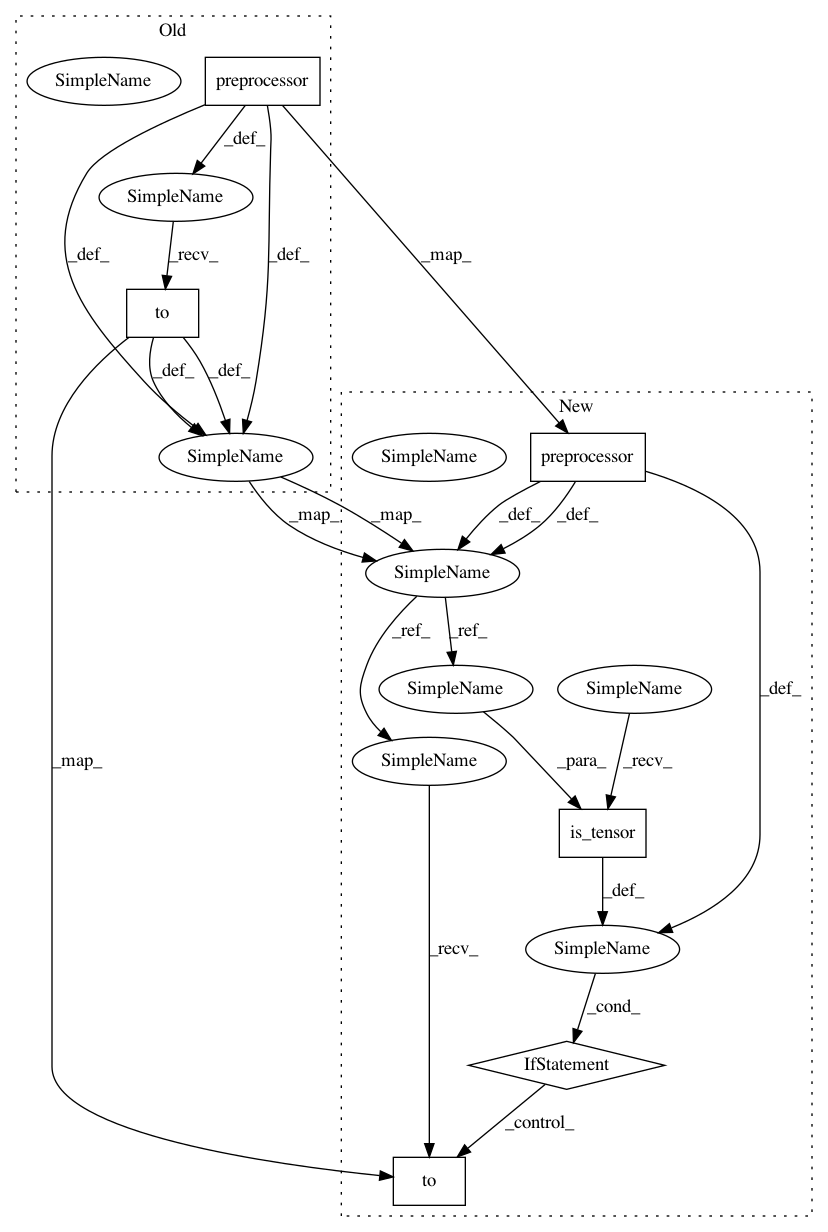 Old
SimpleName
preprocessor
_def_
SimpleName
_def_
_recv_
_def_
_map_
to
_def_
_def_
New
SimpleName
SimpleName
preprocessor
_map_
_map_
_def_
_def_
SimpleName
_ref_
_ref_
SimpleName
SimpleName
_def_
_map_
SimpleName
_para_
_recv_
is_tensor
_def_
_recv_
SimpleName
_cond_
IfStatement
_control_
to